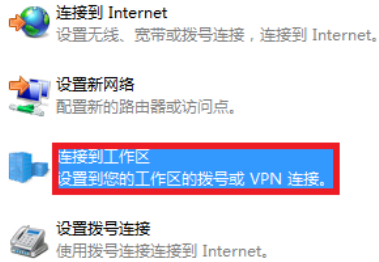 连接到 Internet
设置无线、宽带或拨号连接，连接到 Internet。
设置新网络
配置新的路由器或访问点。
连接到工作区
设置到您的工作区的拨号或 VPN 连接。
设置拨号连接
使用拨号连接连接到 Internet。